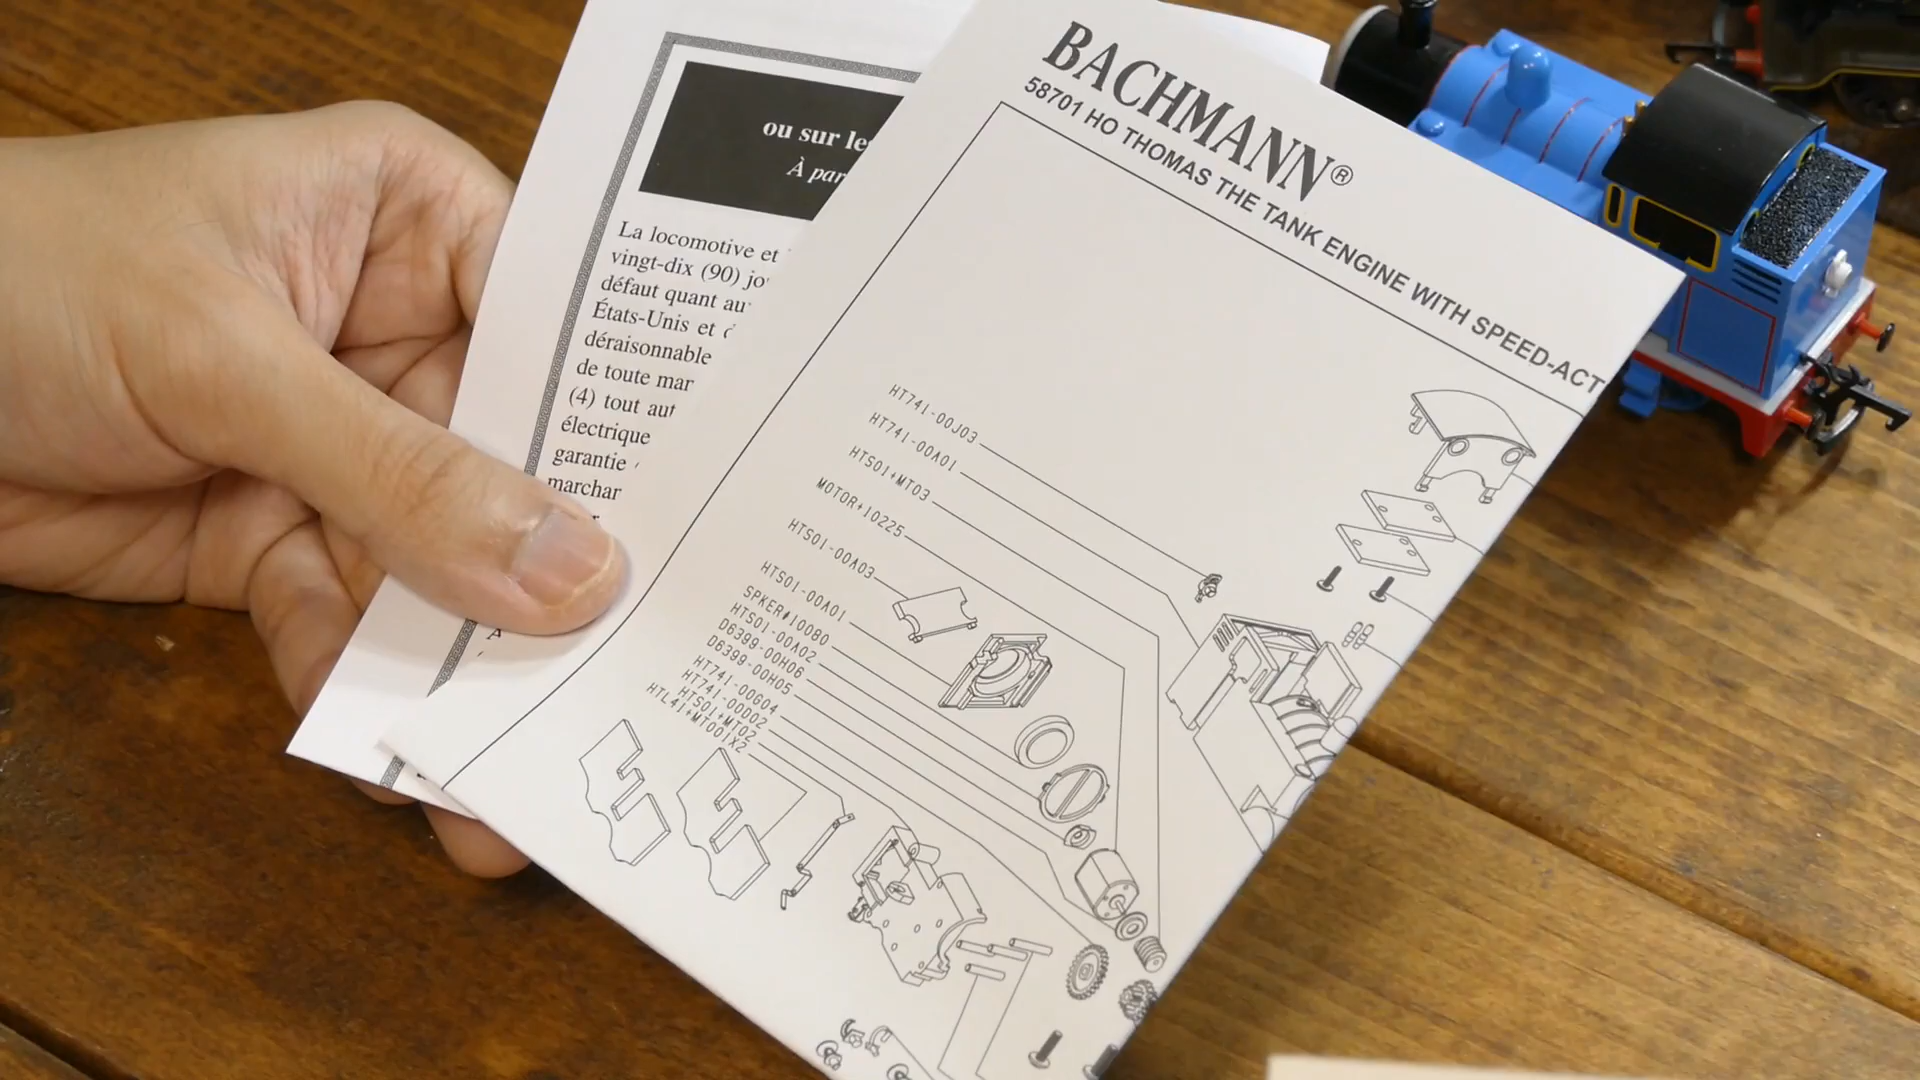 BACHMANN®
58701 HO THOMAS THE TANK ENGINE WITH SPEED-ACT
HT741-00J03
HT741-00A01
HTS01+MT03
MOTOR+10225
HTS01-00A03
HTS01-00A01
SPKER#10080
HTS01-00A02
D6399-00H06
D6399-00H05
HT741-00G04
HT741-00D02
HTS01+MT02
HTL41+MT001X2
ou sur le
À par
La locomotive et
vingt-dix (90) jo
défaut quant au
États-Unis et
déraisonnable
de toute mar
(4) tout aut
électrique
garantie
marchar